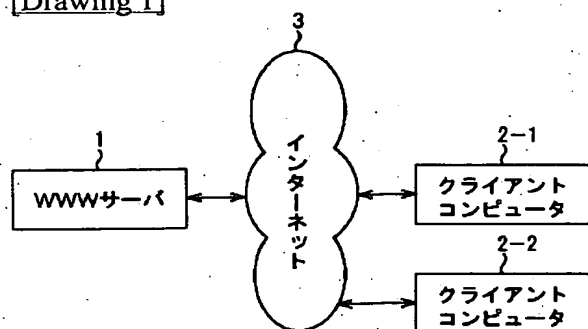 [Drawing 1]
3
1
WWWサーバ
インターネット
2-1
クライアント
コンピュータ
2-2
クライアント
コンピュータ